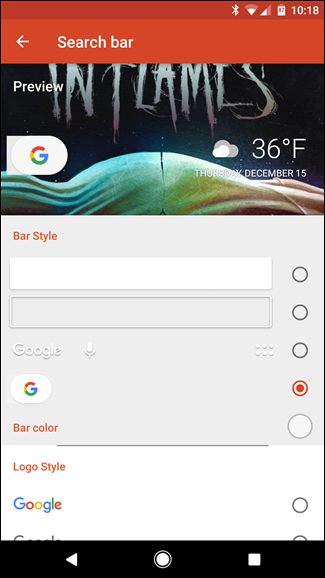 10:18
Search bar
IN FLAMES
Preview
G
36°F
THURSDAY, DECEMBER 15
Bar Style
Google
G
Bar color
Logo Style
Google
Google